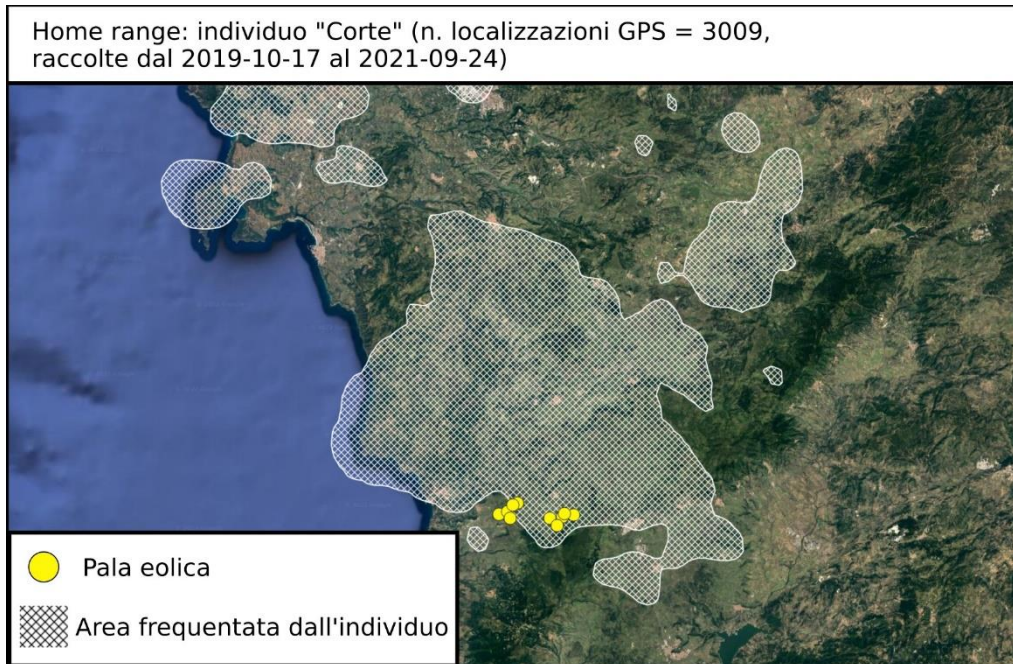 Home range: individuo "Corte" (n. localizzazioni GPS = 3009,
raccolte dal 2019-10-17 al 2021-09-24)
Pala eolica
Area frequentata dall'individuo